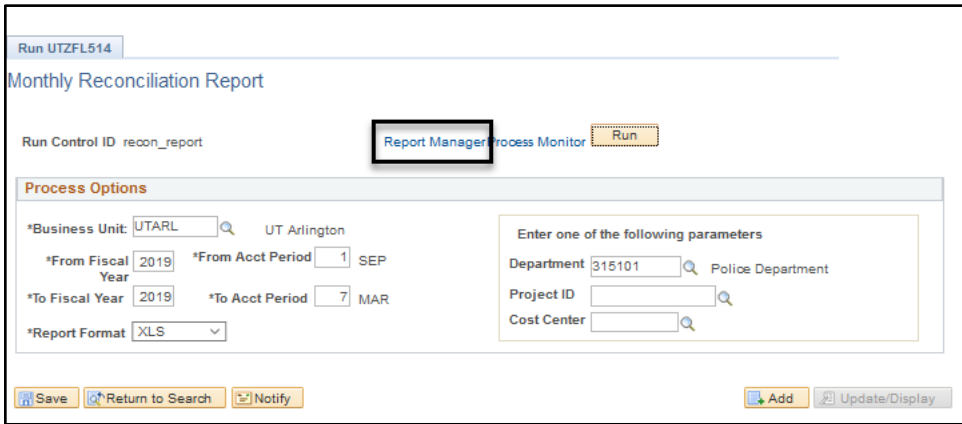 Run UTZFL514
Monthly Reconciliation Report
Run Control ID recon_report Report Manager Process Monitor Run
Process Options
*Business Unit: UTARL UT Arlington
*From Fiscal Year 2019 *From Acct Period 1 SEP
*To Fiscal Year 2019 *To Acct Period 7 MAR
*Report Format XLS
Enter one of the following parameters
Department 315101 Police Department
Project ID
Cost Center
Save Return to Search Notify Add Update/Display